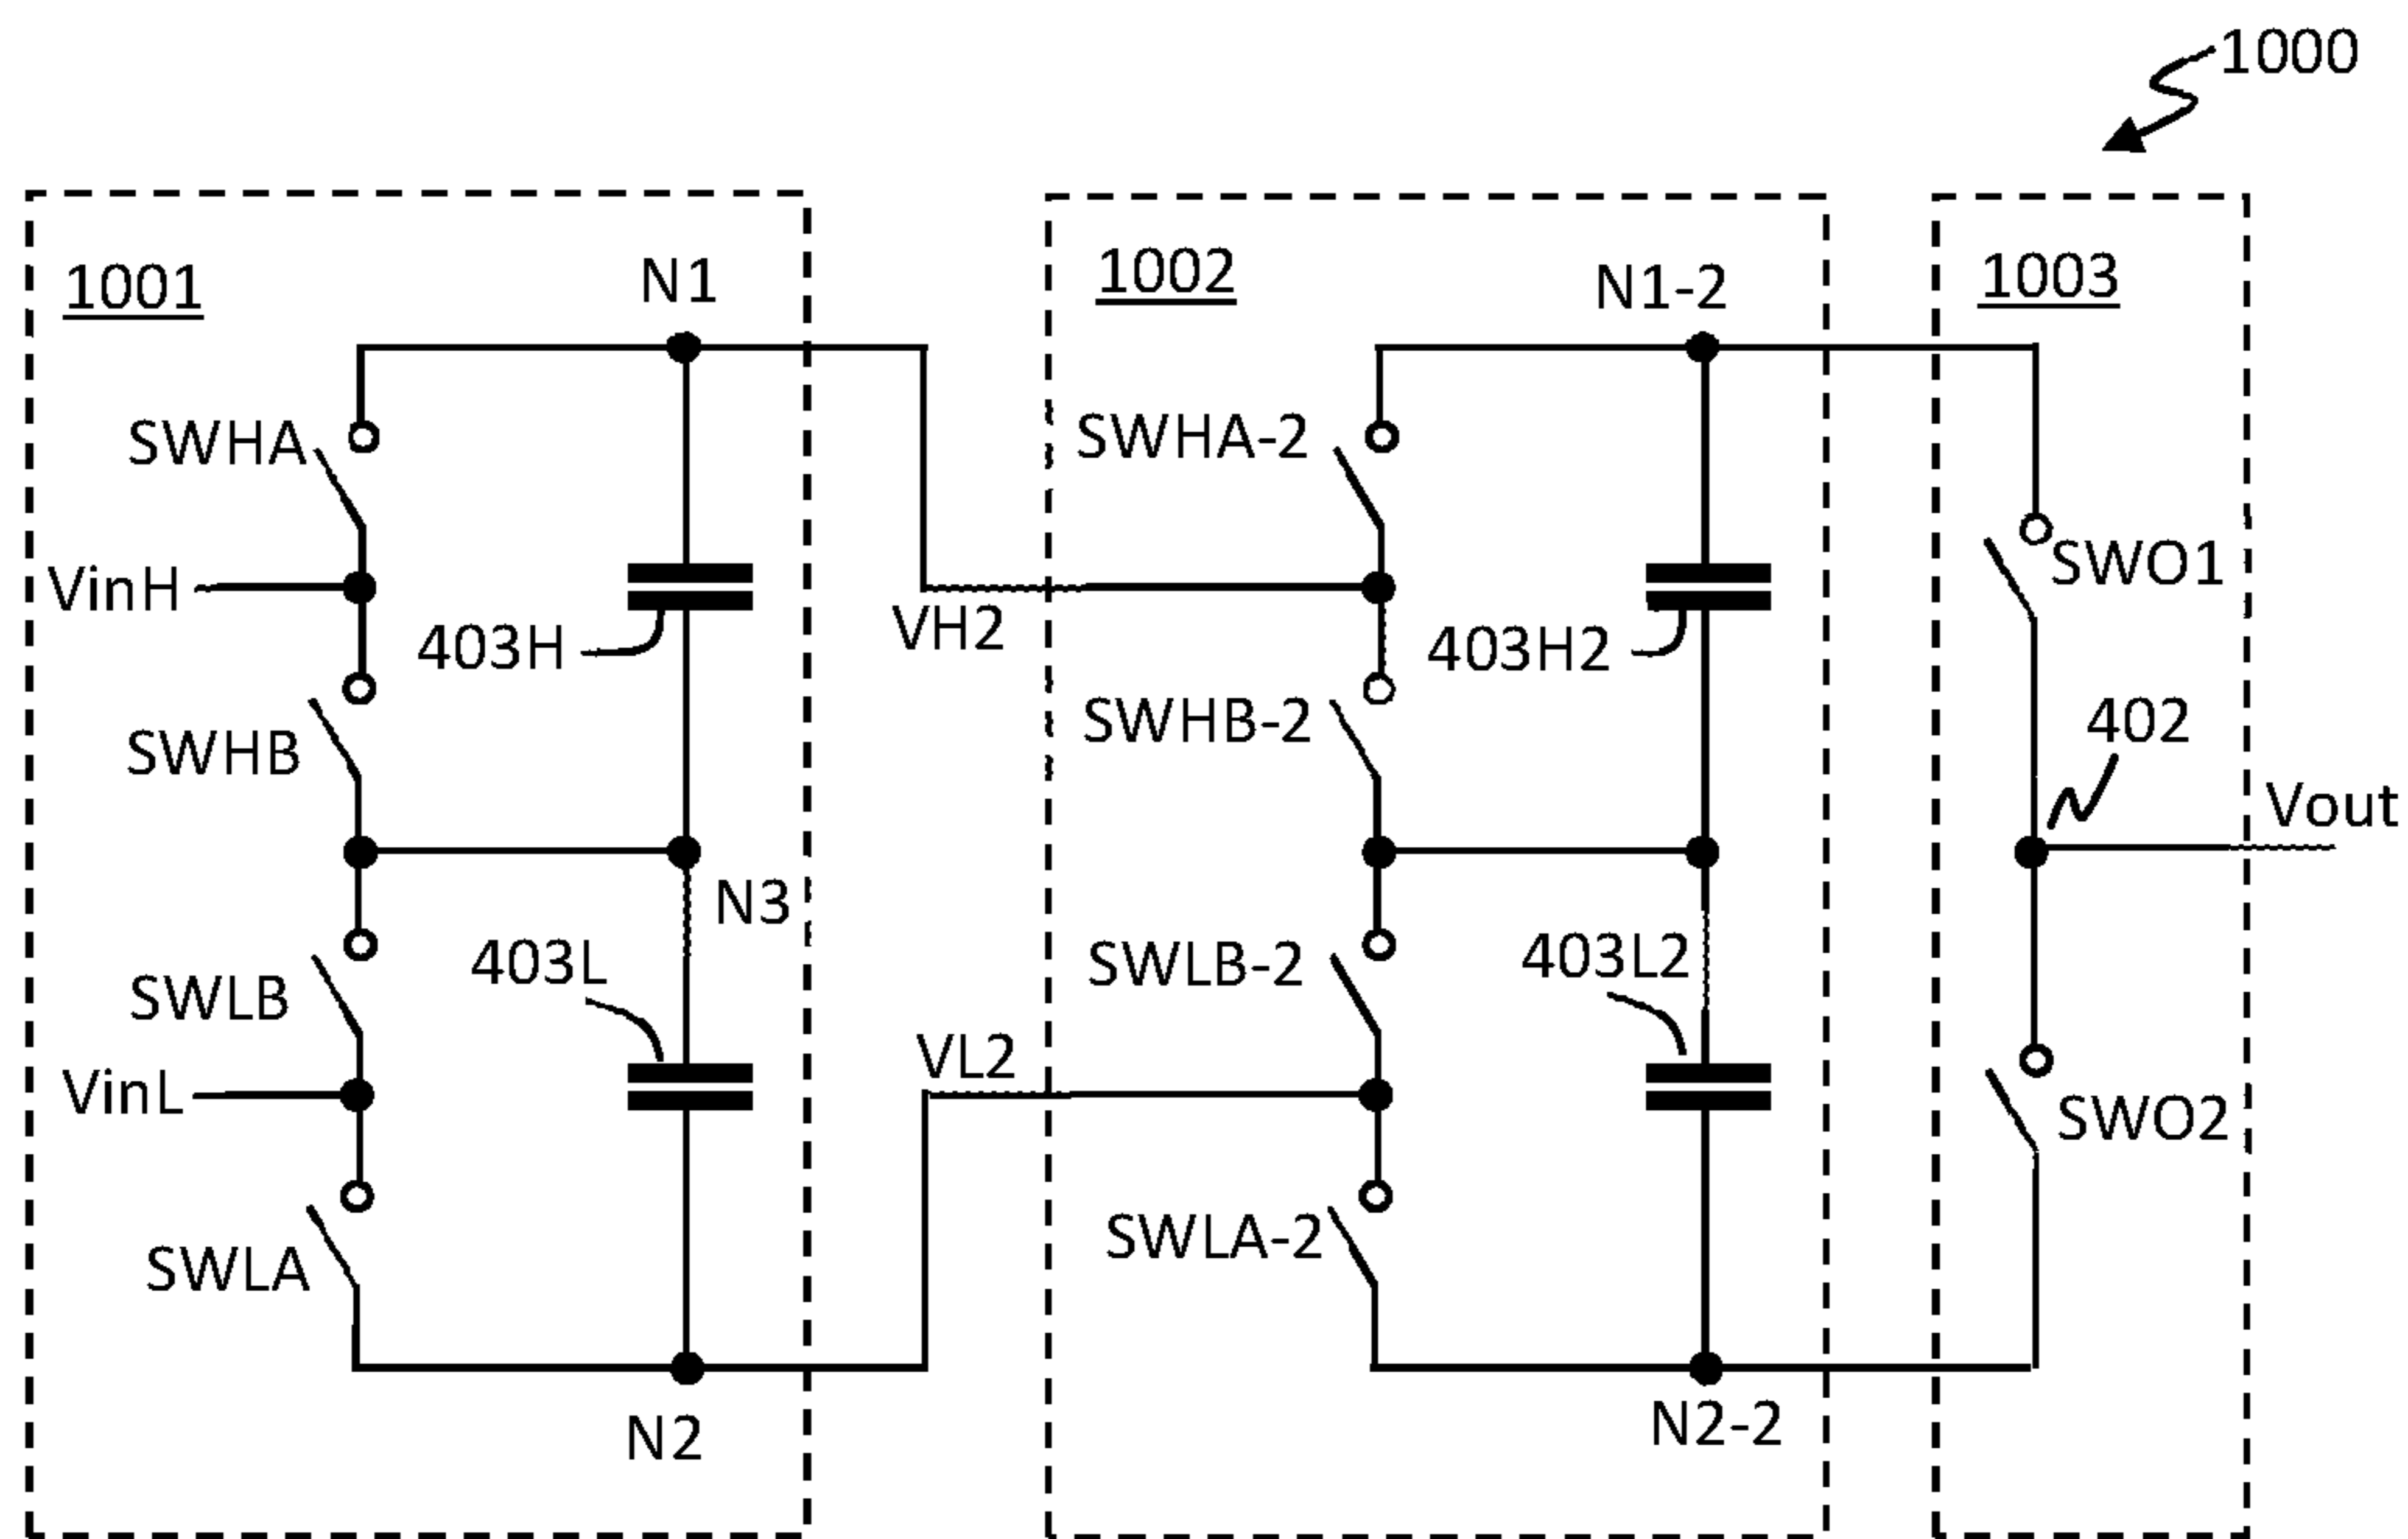 1000
1001
N1
SWHA
VinH
403H
SWHB
N3
403L
SWLB
VinL
SWLA
N2
VH2
VL2
1002
N1-2
SWHA-2
SWHB-2
403H2
SWLB-2
403L2
SWLA-2
N2-2
1003
SWO1
402
Vout
SWO2